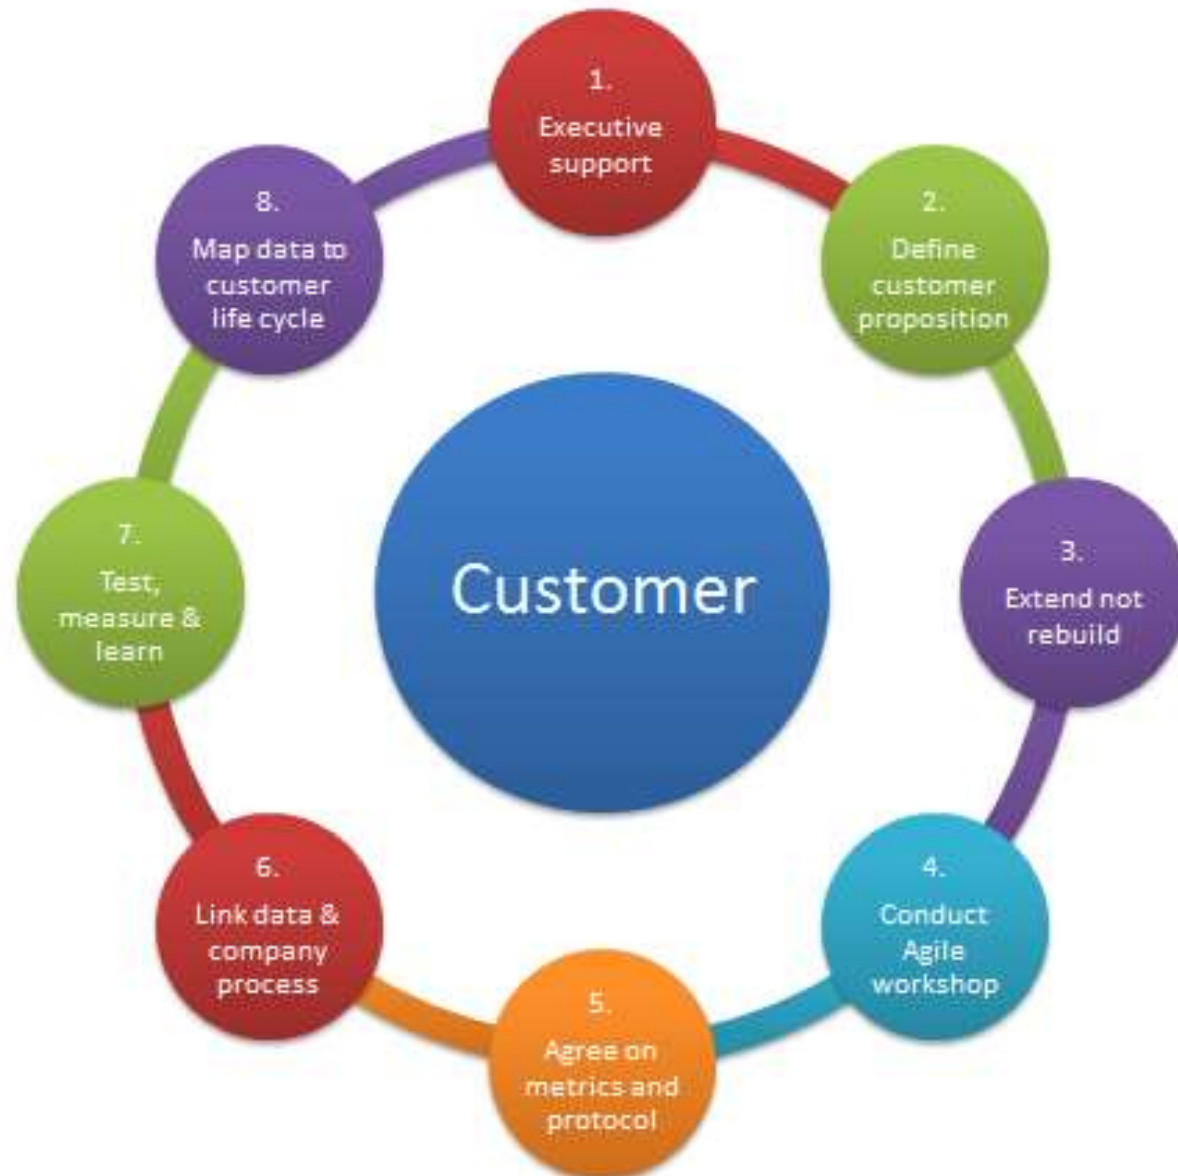 1.
Executive
support
2.
Define
customer
proposition
3.
Extend not
rebuild
4.
Conduct
Agile
workshop
5.
Agree on
metrics and
protocol
6.
Link data &
company
process
7.
Test,
measure &
learn
8.
Map data to
customer
life cycle
Customer